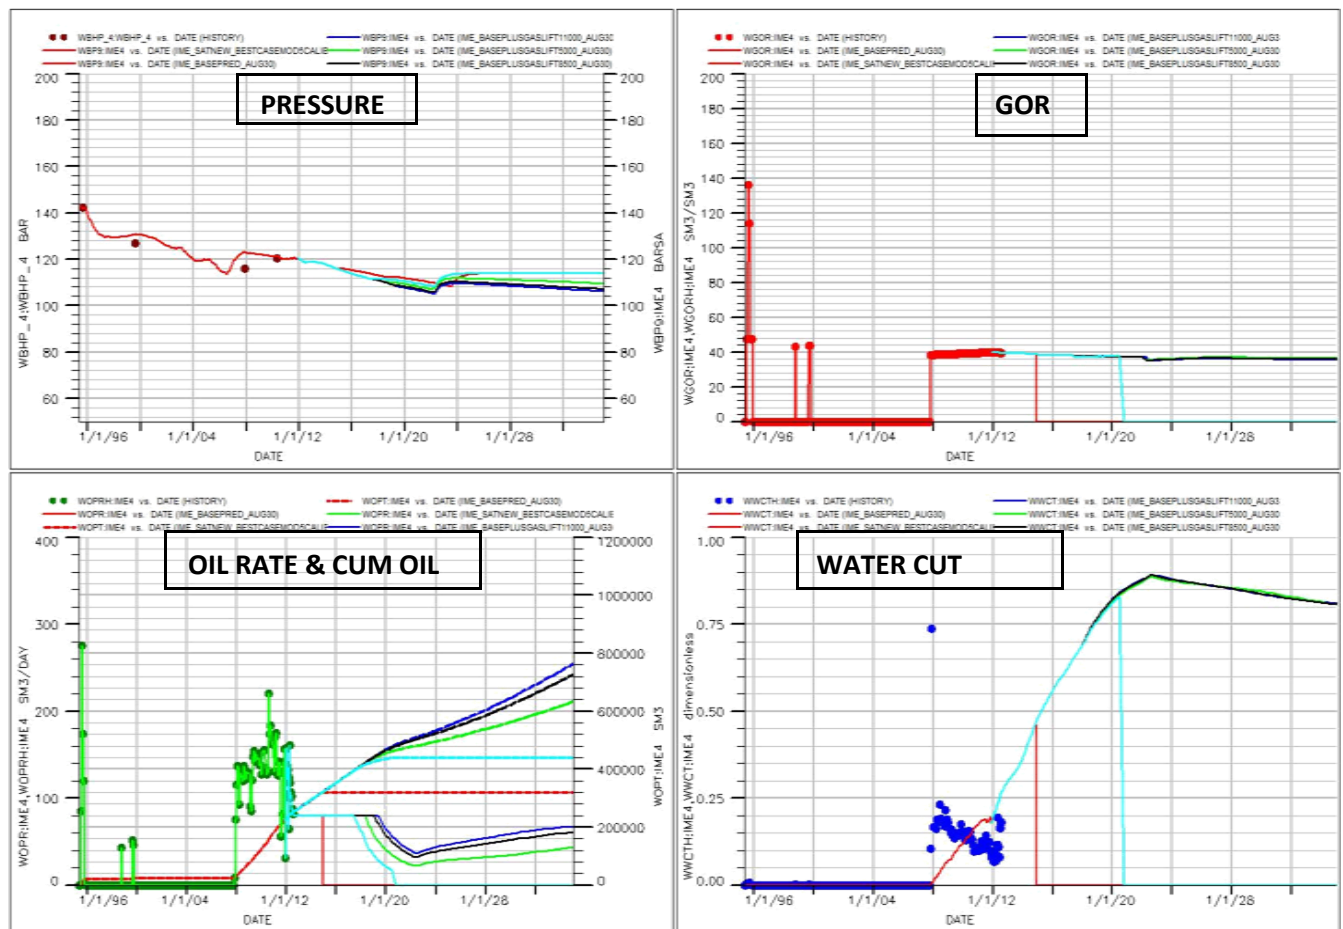 WBHP_4:WBHP_4 vs. DATE (HISTORY)
WBP9:IME4 vs. DATE (IME_SATNEW_BESTCASEMOD5CALIE
WBP9:IME4 vs. DATE (IME_BASEPRED_AUG30)
WBP9:IME4 vs. DATE (IME_BASEPLUSGASLIFT11000_AUG30
WBP9:IME4 vs. DATE (IME_BASEPLUSGASLIFT5000_AUG30)
WBP9:IME4 vs. DATE (IME_BASEPLUSGASLIFT8500_AUG30)
PRESSURE
200
180
160
140
120
100
80
60
WBHP_4:WBHP_4 BAR
200
180
160
140
120
100
80
60
WBP9:IME4 BARSA
1/1/96
1/1/04
1/1/12
1/1/20
1/1/28
DATE
WGOR:IME4 vs. DATE (HISTORY)
WGOR:IME4 vs. DATE (IME_BASEPRED_AUG30)
WGOR:IME4 vs. DATE (IME_SATNEW_BESTCASEMOD5CALIE
WGOR:IME4 vs. DATE (IME_BASEPLUSGASLIFT11000_AUG3
WGOR:IME4 vs. DATE (IME_BASEPLUSGASLIFT5000_AUG30
WGOR:IME4 vs. DATE (IME_BASEPLUSGASLIFT8500_AUG30
GOR
200
180
160
140
120
100
80
60
40
20
0
WGOR:IME4,WGORH:IME4 SM3/SM3
1/1/96
1/1/04
1/1/12
1/1/20
1/1/28
DATE
WOPRH:IME4 vs. DATE (HISTORY)
WOPR:IME4 vs. DATE (IME_BASEPRED_AUG30)
WOPT:IME4 vs. DATE (IME_SATNEW_BESTCASEMOD5CALIE
WOPT:IME4 vs. DATE (IME_BASEPRED_AUG30)
WOPR:IME4 vs. DATE (IME_SATNEW_BESTCASEMOD5CALIE
WOPR:IME4 vs. DATE (IME_BASEPLUSGASLIFT11000_AUG3
OIL RATE & CUM OIL
400
300
200
100
0
WOPR:IME4,WOPRH:IME4 SM3/DAY
1200000
1000000
800000
600000
400000
200000
0
WOPT:IME4 SM3
1/1/96
1/1/04
1/1/12
1/1/20
1/1/28
DATE
WWCTH:IME4 vs. DATE (HISTORY)
WWCT:IME4 vs. DATE (IME_BASEPRED_AUG30)
WWCT:IME4 vs. DATE (IME_SATNEW_BESTCASEMOD5CALIE
WWCT:IME4 vs. DATE (IME_BASEPLUSGASLIFT11000_AUG3
WWCT:IME4 vs. DATE (IME_BASEPLUSGASLIFT5000_AUG30
WWCT:IME4 vs. DATE (IME_BASEPLUSGASLIFT8500_AUG30
WATER CUT
1.00
0.75
0.50
0.25
0.00
WWCTH:IME4,WWCT:IME4 dimensionless
1/1/96
1/1/04
1/1/12
1/1/20
1/1/28
DATE